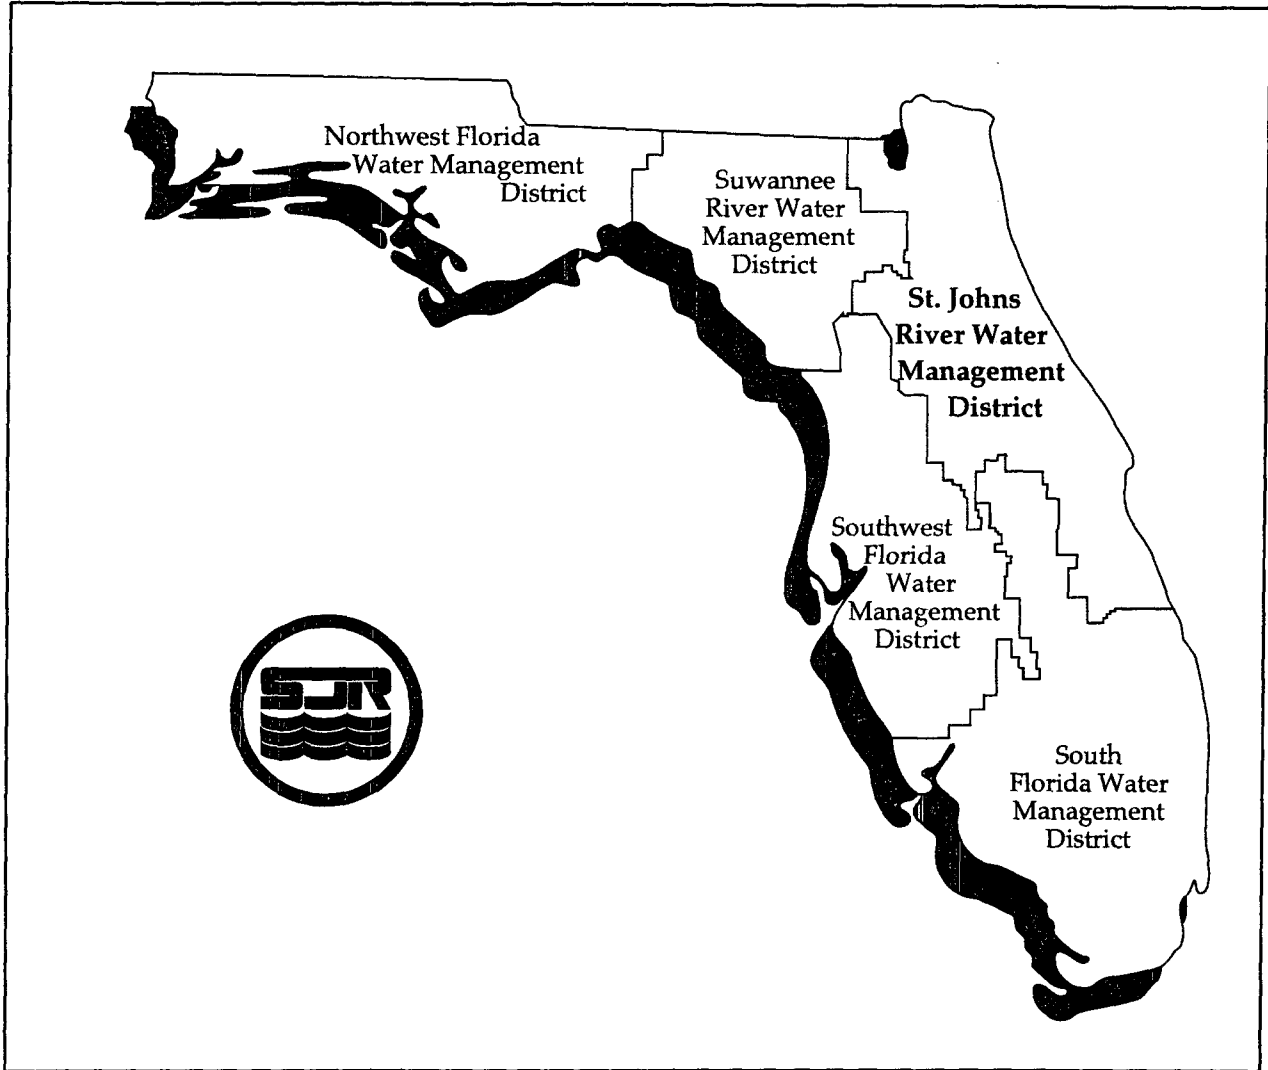 Northwest Florida
Water Management
District
Suwannee
River Water
Management
District
St. Johns
River Water
Management
District
Southwest
Florida
Water
Management
District
SJR
South
Florida Water
Management
District